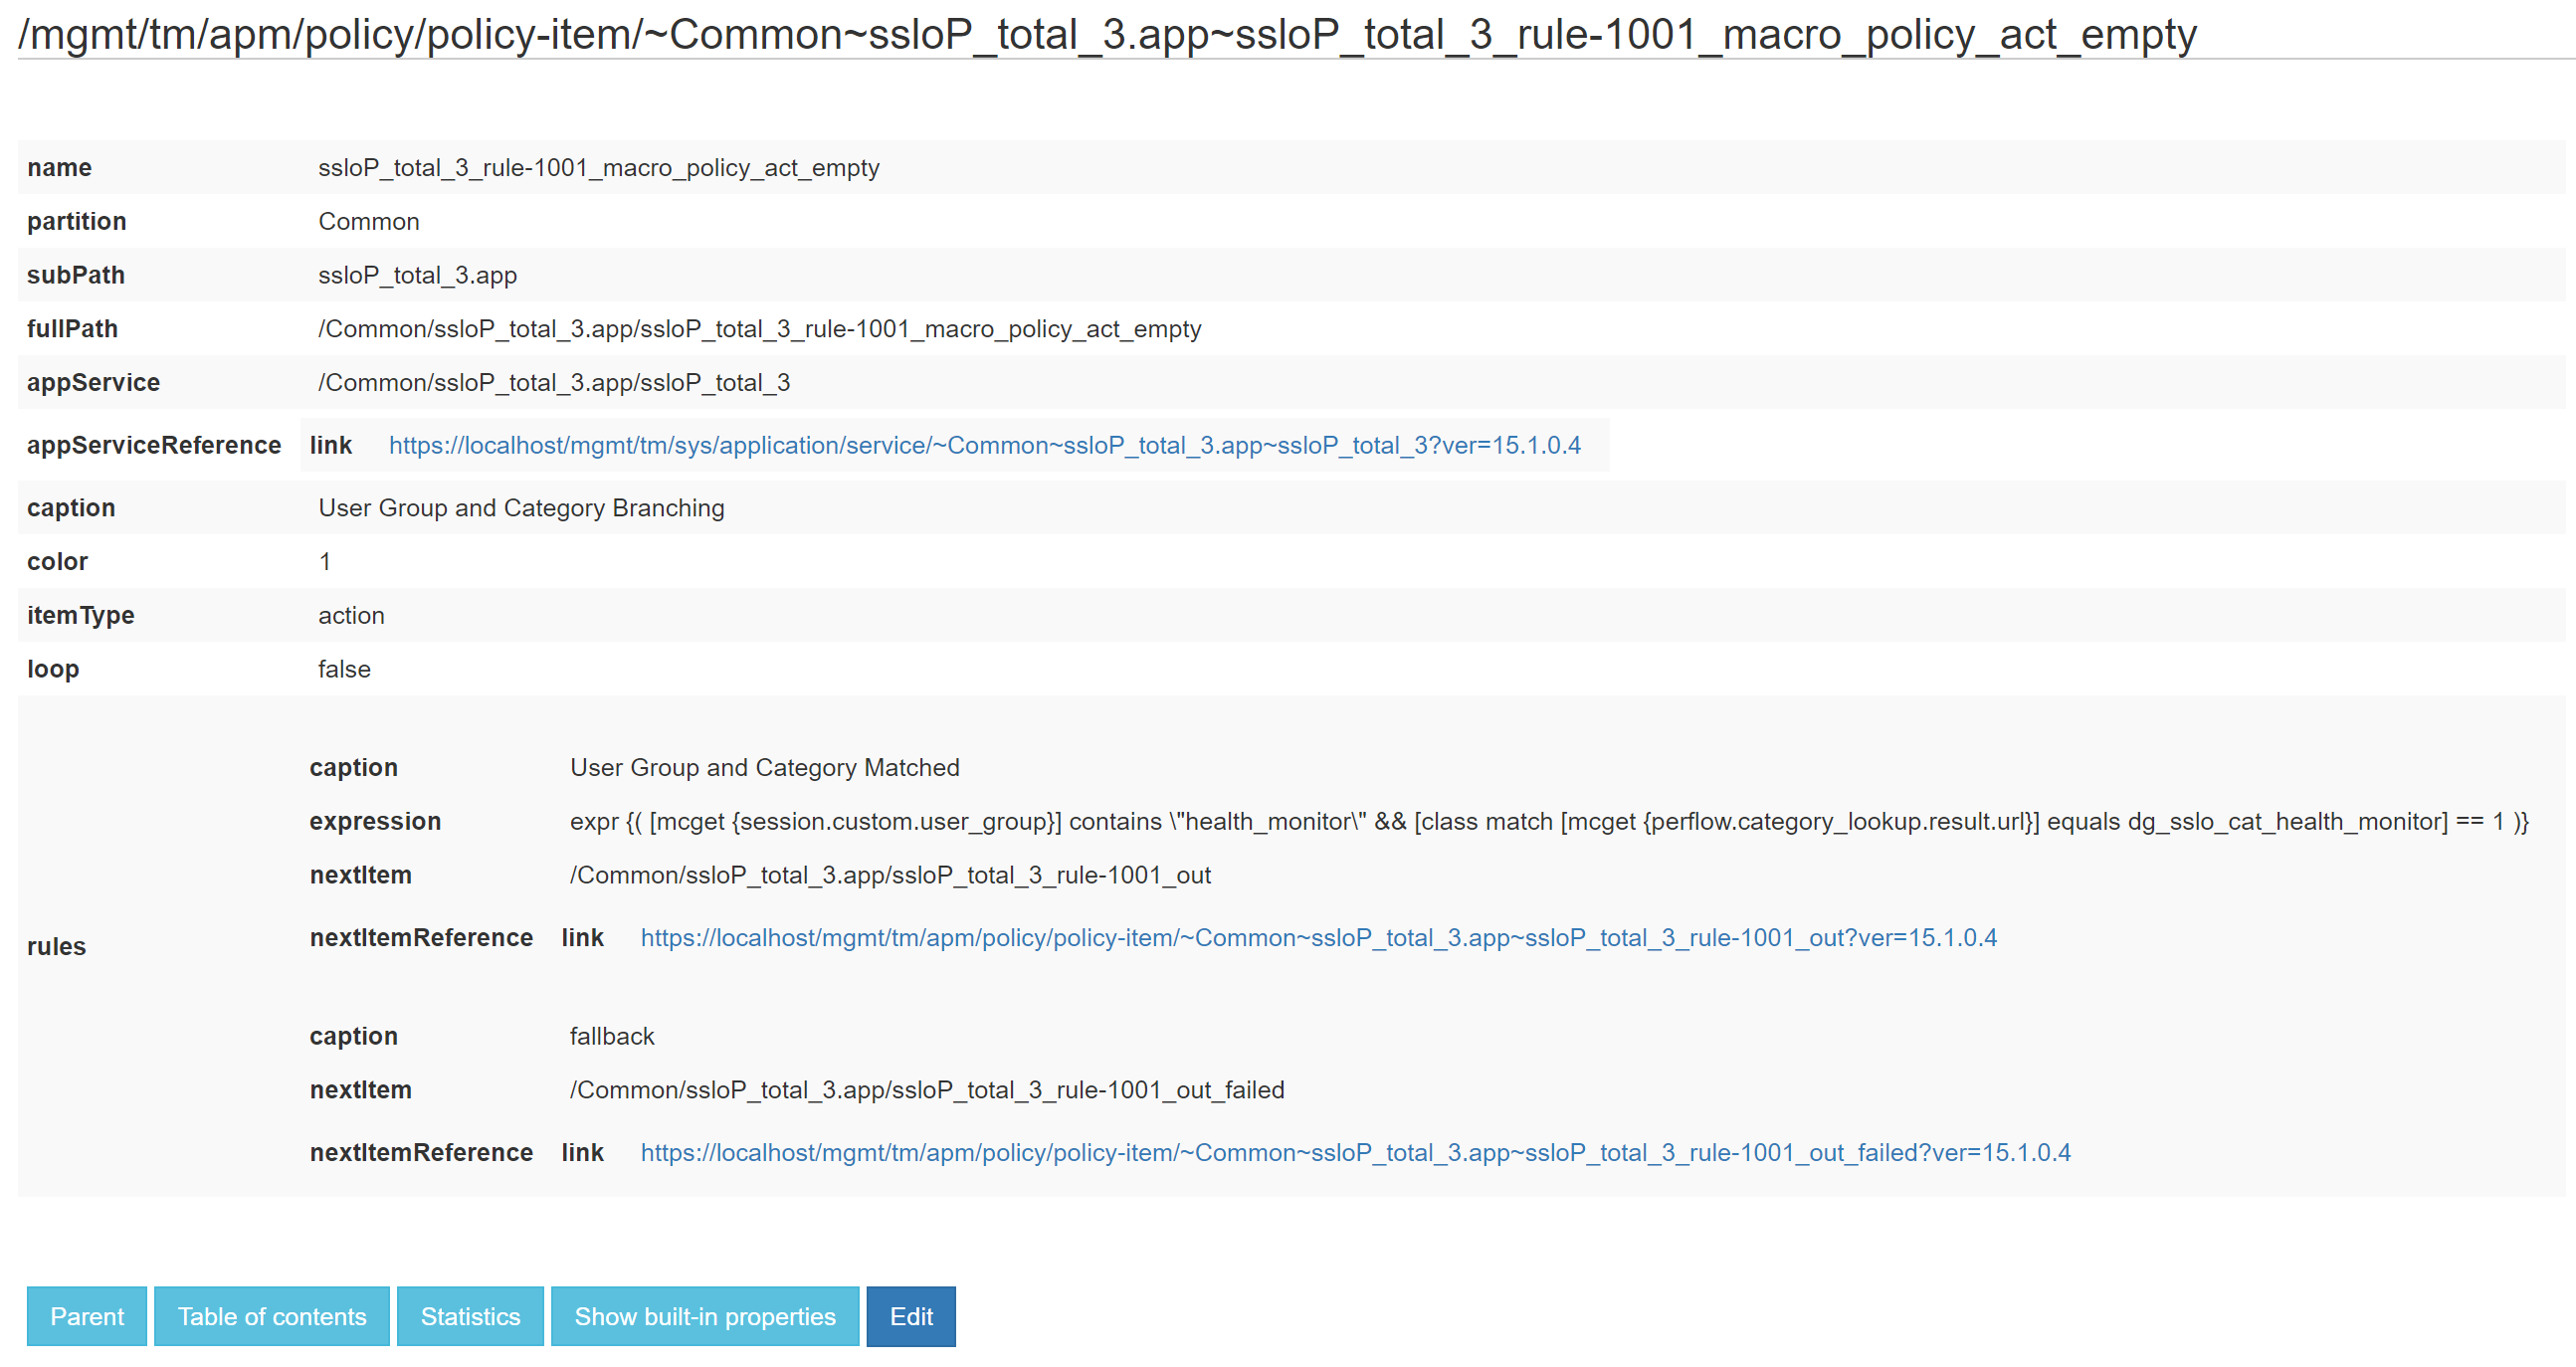 /mgmt/tm/apm/policy/policy-item/~Common~ssloP_total_3.app~ssloP_total_3_rule-1001_macro_policy_act_empty
name ssloP_total_3_rule-1001_macro_policy_act_empty
partition Common
subPath ssloP_total_3.app
fullPath /Common/ssloP_total_3.app/ssloP_total_3_rule-1001_macro_policy_act_empty
appService /Common/ssloP_total_3.app/ssloP_total_3
appServiceReference link https://localhost/mgmt/tm/sys/application/service/~Common~ssloP_total_3.app~ssloP_total_3?ver=15.1.0.4
caption User Group and Category Branching
color 1
itemType action
loop false
rules
caption User Group and Category Matched
expression expr {( [mcget {session.custom.user_group}] contains \"health_monitor\" && [class match [mcget {perflow.category_lookup.result.url}] equals dg_sslo_cat_health_monitor] == 1 )}
nextItem /Common/ssloP_total_3.app/ssloP_total_3_rule-1001_out
nextItemReference link https://localhost/mgmt/tm/apm/policy/policy-item/~Common~ssloP_total_3.app~ssloP_total_3_rule-1001_out?ver=15.1.0.4
caption fallback
nextItem /Common/ssloP_total_3.app/ssloP_total_3_rule-1001_out_failed
nextItemReference link https://localhost/mgmt/tm/apm/policy/policy-item/~Common~ssloP_total_3.app~ssloP_total_3_rule-1001_out_failed?ver=15.1.0.4
Parent Table of contents Statistics Show built-in properties Edit